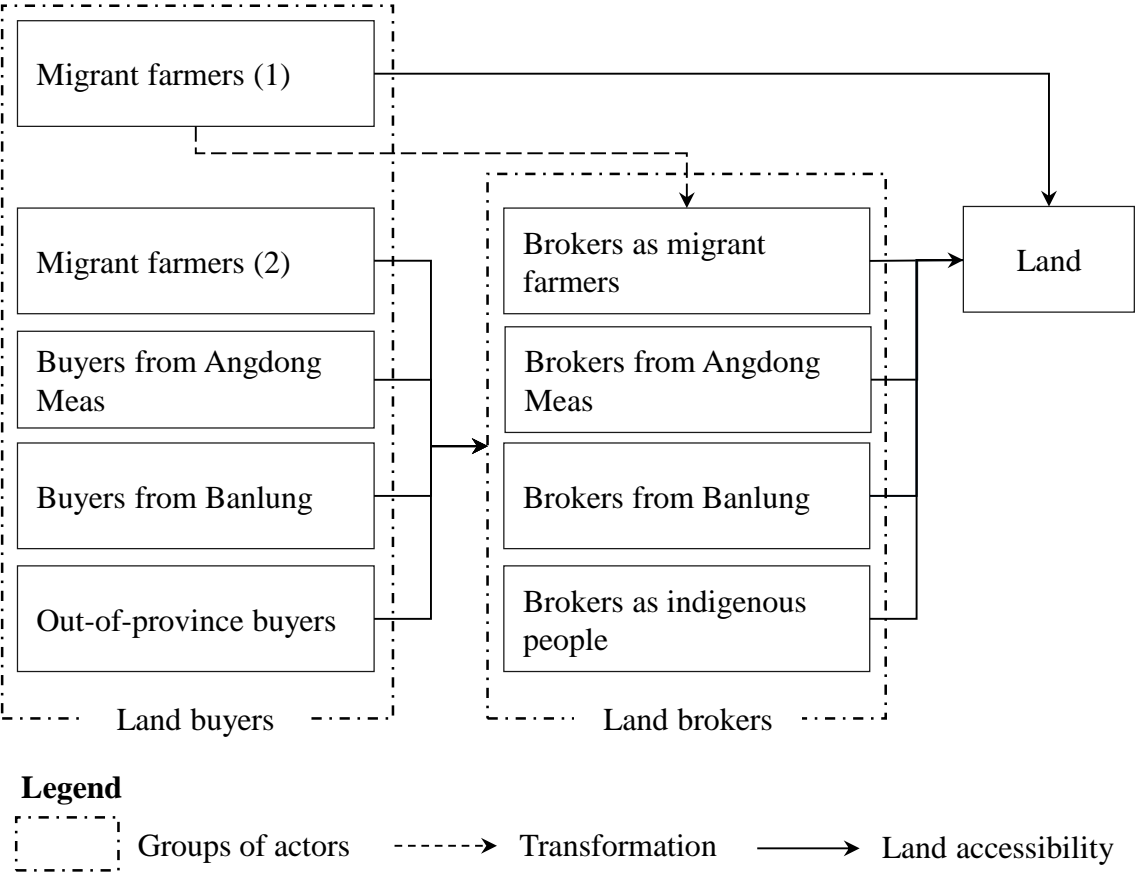 Migrant farmers (1)
Migrant farmers (2)
Buyers from Angdong
Meas
Buyers from Banlung
Out-of-province buyers
Land buyers
Brokers as migrant
farmers
Brokers from Angdong
Meas
Brokers from Banlung
Brokers as indigenous
people
Land brokers
Land
Legend
Groups of actors
Transformation
Land accessibility